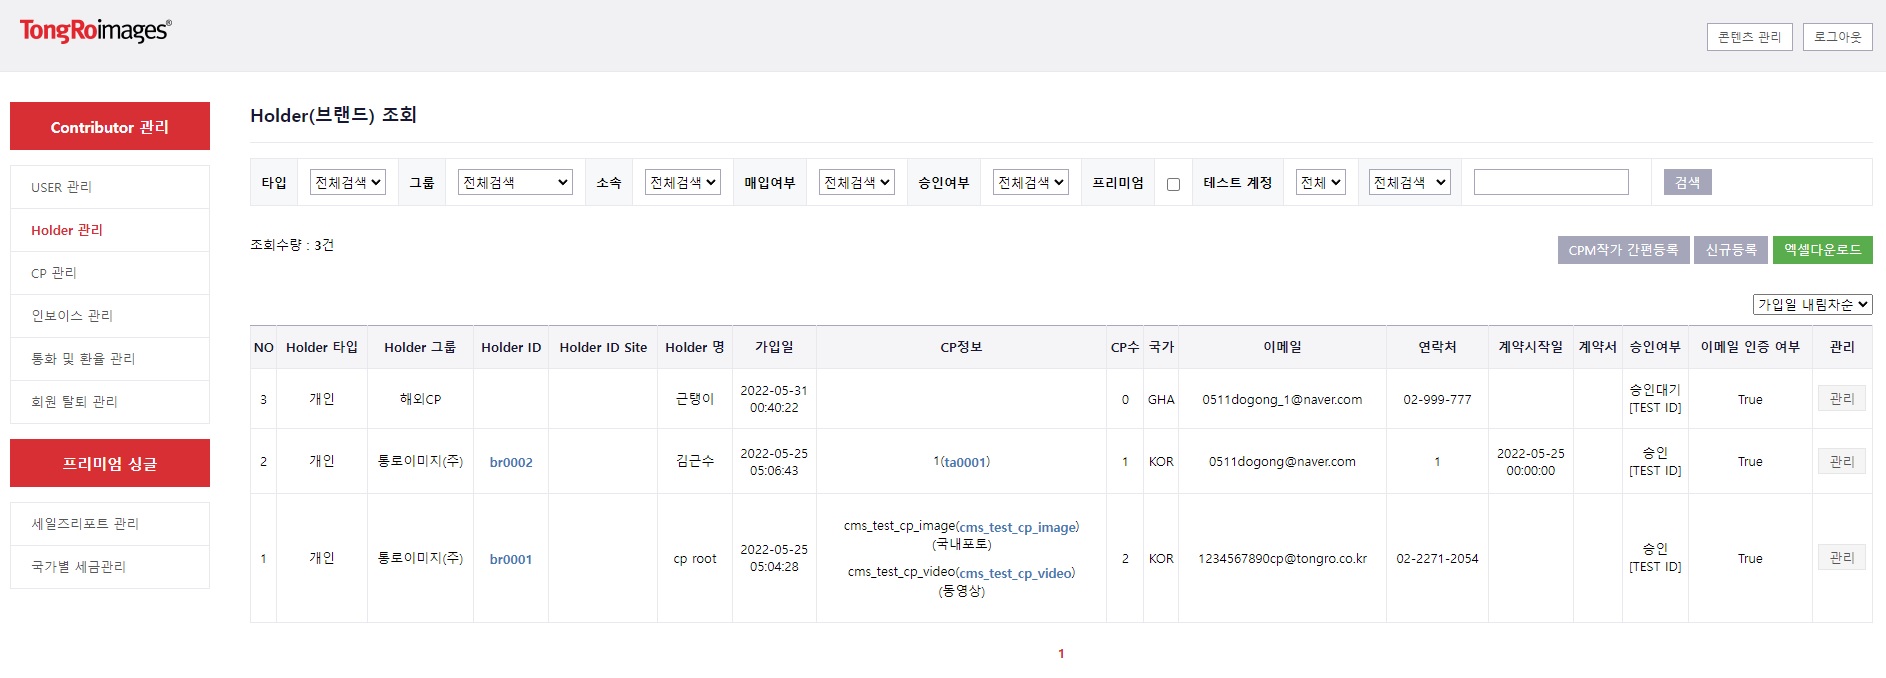 TongRoimages®
콘텐츠 관리 로그아웃
Contributor 관리
USER 관리
Holder 관리
CP 관리
인보이스 관리
통화 및 환율 관리
회원 탈퇴 관리
프리미엄 싱글
세일즈리포트 관리
국가별 세금관리
Holder(브랜드) 조회
타입 전체검색 그룹 전체검색 소속 전체검색 매입여부 전체검색 승인여부 전체검색 프리미엄 테스트 계정 전체 전체검색 검색
조회수량 : 3건
CPM작가 간편등록 신규등록 엑셀다운로드
가입일 내림차순
NO Holder 타입 Holder 그룹 Holder ID Holder ID Site Holder 명 가입일 CP정보 CP수 국가 이메일 연락처 계약시작일 계약서 승인여부 이메일 인증 여부 관리
3 개인 해외CP 근탱이 2022-05-31 00:40:22 0 GHA 0511dogong_1@naver.com 02-999-777 승인대기 [TEST ID] True 관리
2 개인 통로이미지(주) br0002 김근수 2022-05-25 05:06:43 1(ta0001) 1 KOR 0511dogong@naver.com 1 2022-05-25 00:00:00 승인 [TEST ID] True 관리
1 개인 통로이미지(주) br0001 cp root 2022-05-25 05:04:28 cms_test_cp_image(cms_test_cp_image) (국내포토) cms_test_cp_video(cms_test_cp_video) (동영상) 2 KOR 1234567890cp@tongro.co.kr 02-2271-2054 승인 [TEST ID] True 관리
1